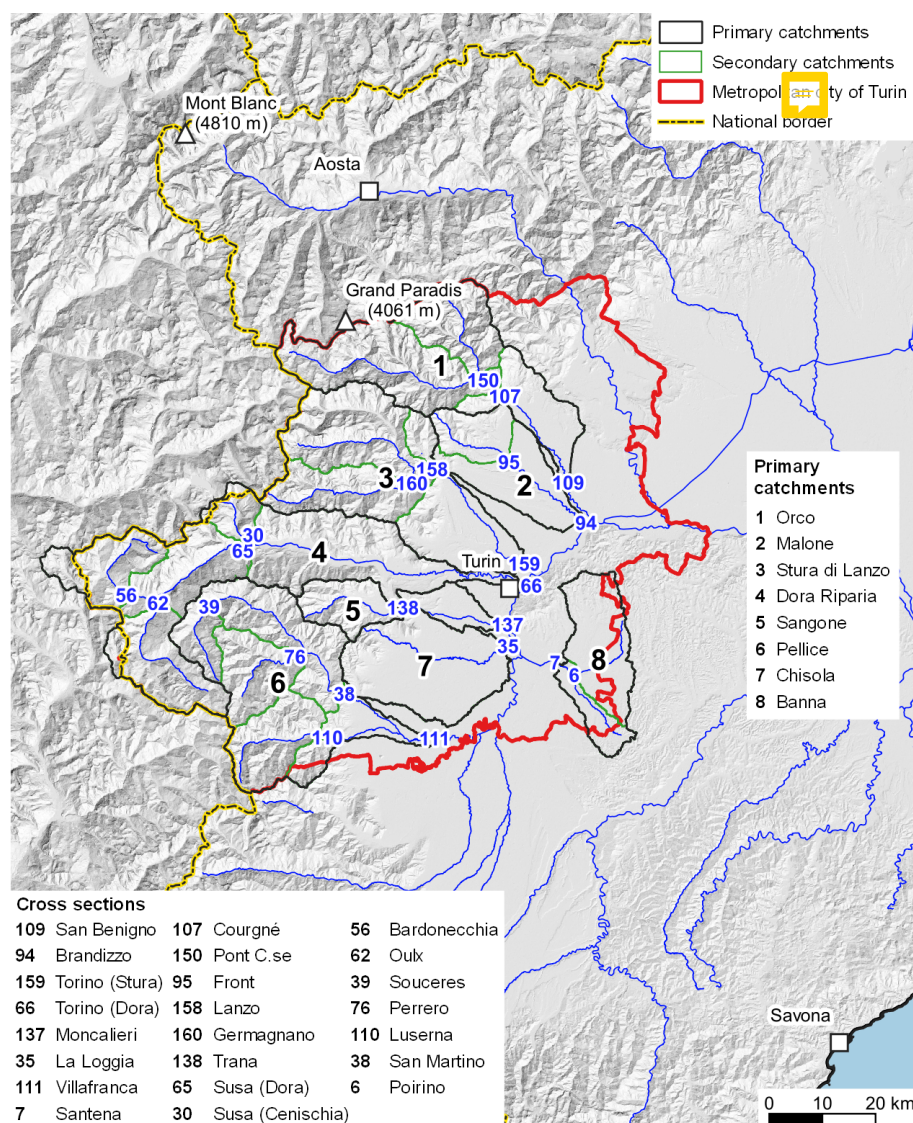 Primary catchments
Secondary catchments
Metropolitan city of Turin
National border
Mont Blanc
(4810 m)
Aosta
Grand Paradis
(4061 m)
1
150
107
158
95
3
160
2
109
94
30
65
4
Turin
159
66
56
62
39
5
138
137
35
76
7
7
8
6
6
38
110
111
Primary
catchments
1 Orco
2 Malone
3 Stura di Lanzo
4 Dora Riparia
5 Sangone
6 Pellice
7 Chisola
8 Banna
Cross sections
109 San Benigno 107 Courgné 56 Bardonecchia
94 Brandizzo 150 Pont C.se 62 Oulx
159 Torino (Stura) 95 Front 39 Souceres
66 Torino (Dora) 158 Lanzo 76 Perrero
137 Moncalieri 160 Germagnano 110 Luserna
35 La Loggia 138 Trana 38 San Martino
111 Villafranca 65 Susa (Dora) 6 Poirino
7 Santena 30 Susa (Cenischia)
Savona
0 10 20 km